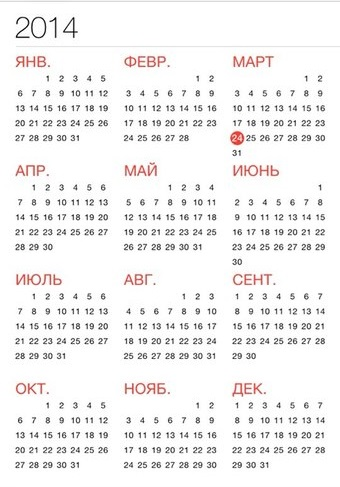 2014
ЯНВ.
1 2 3 4 5
6 7 8 9 10 11 12
13 14 15 16 17 18 19
20 21 22 23 24 25 26
27 28 29 30 31
ФЕВР.
1 2
3 4 5 6 7 8 9
10 11 12 13 14 15 16
17 18 19 20 21 22 23
24 25 26 27 28
МАРТ
1 2
3 4 5 6 7 8 9
10 11 12 13 14 15 16
17 18 19 20 21 22 23
24 25 26 27 28 29 30
31
АПР.
1 2 3 4 5 6
7 8 9 10 11 12 13
14 15 16 17 18 19 20
21 22 23 24 25 26 27
28 29 30
МАЙ
1 2 3 4
5 6 7 8 9 10 11
12 13 14 15 16 17 18
19 20 21 22 23 24 25
26 27 28 29 30 31
ИЮНЬ
1
2 3 4 5 6 7 8
9 10 11 12 13 14 15
16 17 18 19 20 21 22
23 24 25 26 27 28 29
30
ИЮЛЬ
1 2 3 4 5 6
7 8 9 10 11 12 13
14 15 16 17 18 19 20
21 22 23 24 25 26 27
28 29 30 31
АВГ.
1 2 3
4 5 6 7 8 9 10
11 12 13 14 15 16 17
18 19 20 21 22 23 24
25 26 27 28 29 30 31
СЕНТ.
1 2 3 4 5 6 7
8 9 10 11 12 13 14
15 16 17 18 19 20 21
22 23 24 25 26 27 28
29 30
ОКТ.
1 2 3 4 5
6 7 8 9 10 11 12
13 14 15 16 17 18 19
20 21 22 23 24 25 26
27 28 29 30 31
НОЯБ.
1 2
3 4 5 6 7 8 9
10 11 12 13 14 15 16
17 18 19 20 21 22 23
24 25 26 27 28 29 30
ДЕК.
1 2 3 4 5 6 7
8 9 10 11 12 13 14
15 16 17 18 19 20 21
22 23 24 25 26 27 28
29 30 31